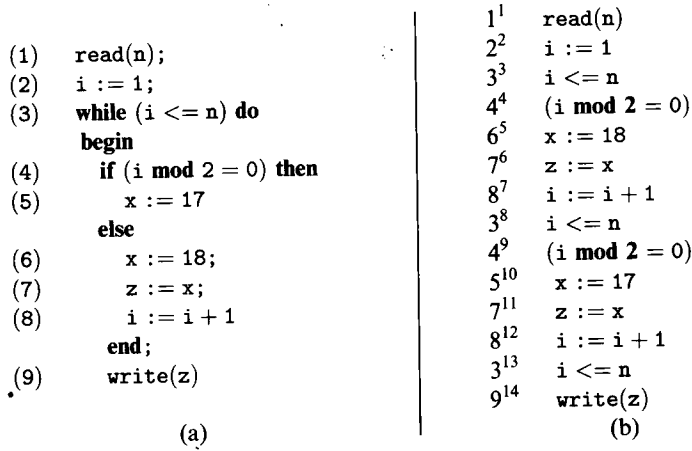 (1) read(n);
(2) i := 1;
(3) while (i <= n) do
begin
(4) if (i mod 2 = 0) then
(5) x := 17
else
(6) x := 18;
(7) z := x;
(8) i := i + 1
end;
(9) write(z)
(a)
1¹ read(n)
2² i := 1
3³ i <= n
4⁴ (i mod 2 = 0)
6⁵ x := 18
7⁶ z := x
8⁷ i := i + 1
3⁸ i <= n
4⁹ (i mod 2 = 0)
5¹⁰ x := 17
7¹¹ z := x
8¹² i := i + 1
3¹³ i <= n
9¹⁴ write(z)
(b)